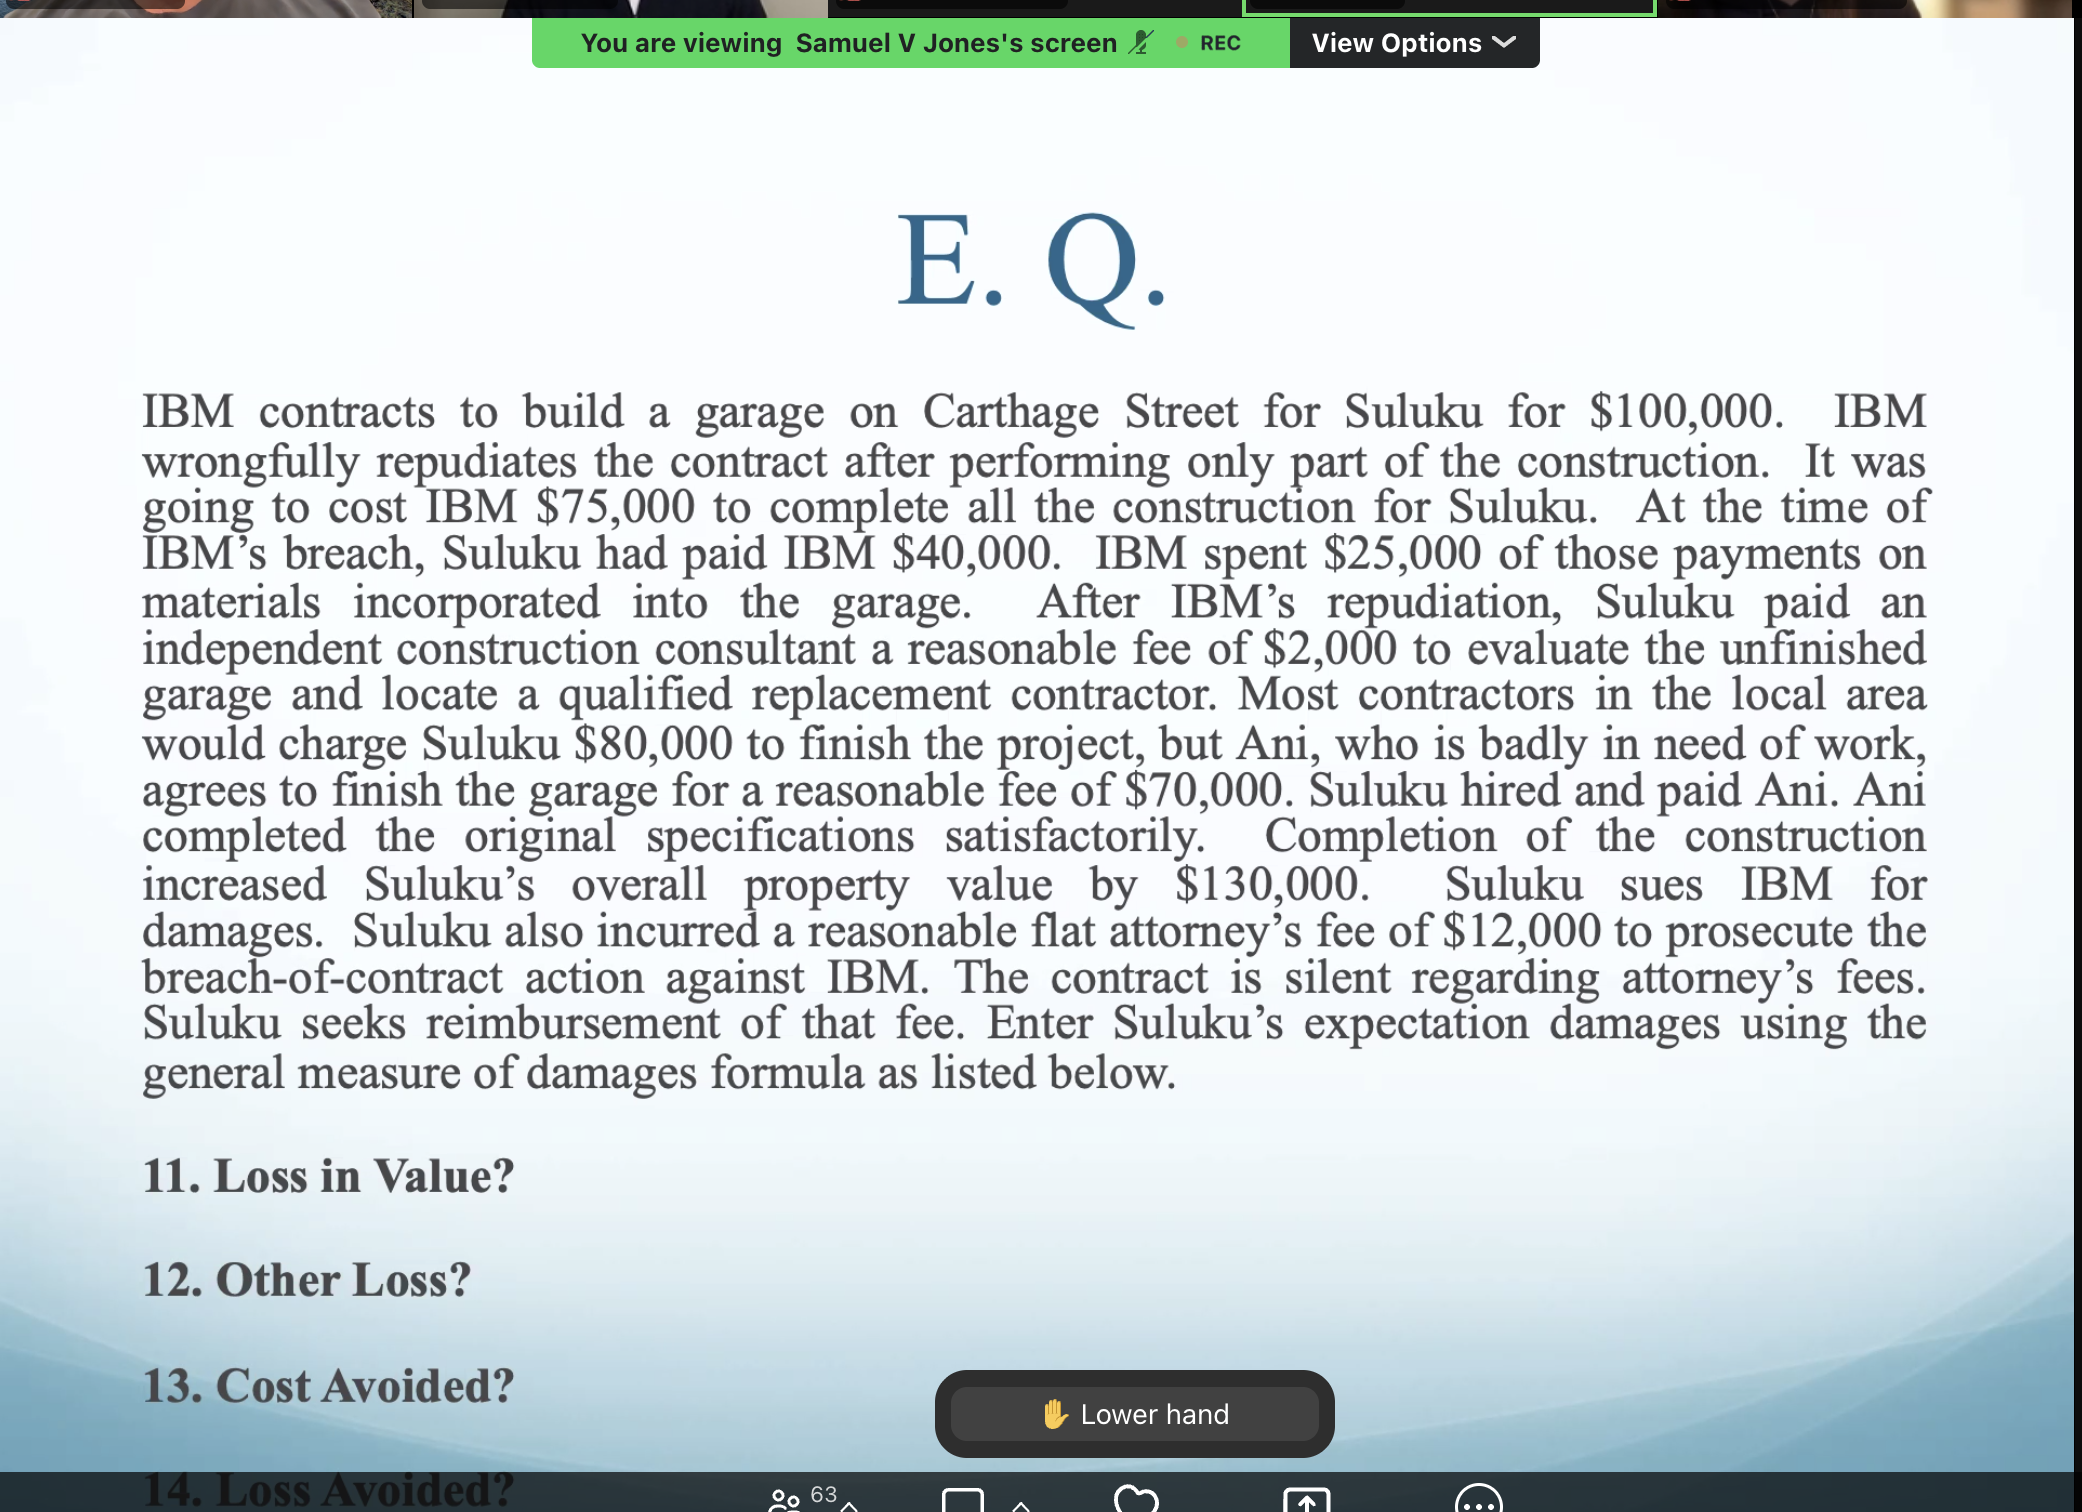 You are viewing Samuel V Jones's screen REC View Options
E. Q.
IBM contracts to build a garage on Carthage Street for Suluku for $100,000. IBM
wrongfully repudiates the contract after performing only part of the construction. It was
going to cost IBM $75,000 to complete all the construction for Suluku. At the time of
IBM’s breach, Suluku had paid IBM $40,000. IBM spent $25,000 of those payments on
materials incorporated into the garage. After IBM’s repudiation, Suluku paid an
independent construction consultant a reasonable fee of $2,000 to evaluate the unfinished
garage and locate a qualified replacement contractor. Most contractors in the local area
would charge Suluku $80,000 to finish the project, but Ani, who is badly in need of work,
agrees to finish the garage for a reasonable fee of $70,000. Suluku hired and paid Ani. Ani
completed the original specifications satisfactorily. Completion of the construction
increased Suluku’s overall property value by $130,000. Suluku sues IBM for
damages. Suluku also incurred a reasonable flat attorney’s fee of $12,000 to prosecute the
breach-of-contract action against IBM. The contract is silent regarding attorney’s fees.
Suluku seeks reimbursement of that fee. Enter Suluku’s expectation damages using the
general measure of damages formula as listed below.
11. Loss in Value?
12. Other Loss?
13. Cost Avoided?
Lower hand
14. Loss Avoided?
63